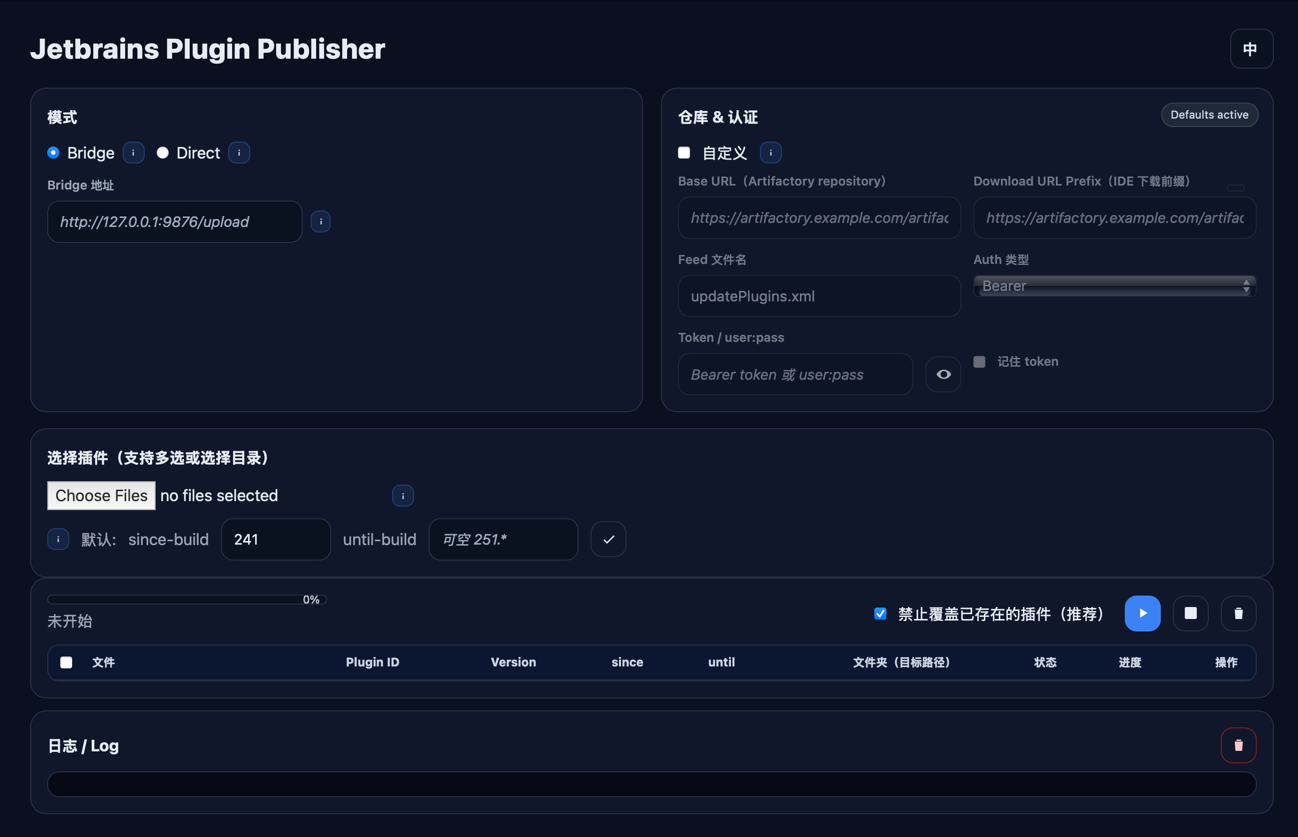 Jetbrains Plugin Publisher
中
模式
Bridge i Direct i
Bridge 地址
http://127.0.0.1:9876/upload i
仓库 & 认证
Defaults active
自定义 i
Base URL（Artifactory repository）
Download URL Prefix（IDE 下载前缀）
https://artifactory.example.com/artifac
https://artifactory.example.com/artifac
Feed 文件名
Auth 类型
updatePlugins.xml
Bearer
Token / user:pass
Bearer token 或 user:pass
记住 token
选择插件（支持多选或选择目录）
Choose Files no files selected i
i 默认: since-build 241 until-build 可空 251.*
0%
未开始
禁止覆盖已存在的插件（推荐）
文件 Plugin ID Version since until 文件夹（目标路径） 状态 进度 操作
日志 / Log